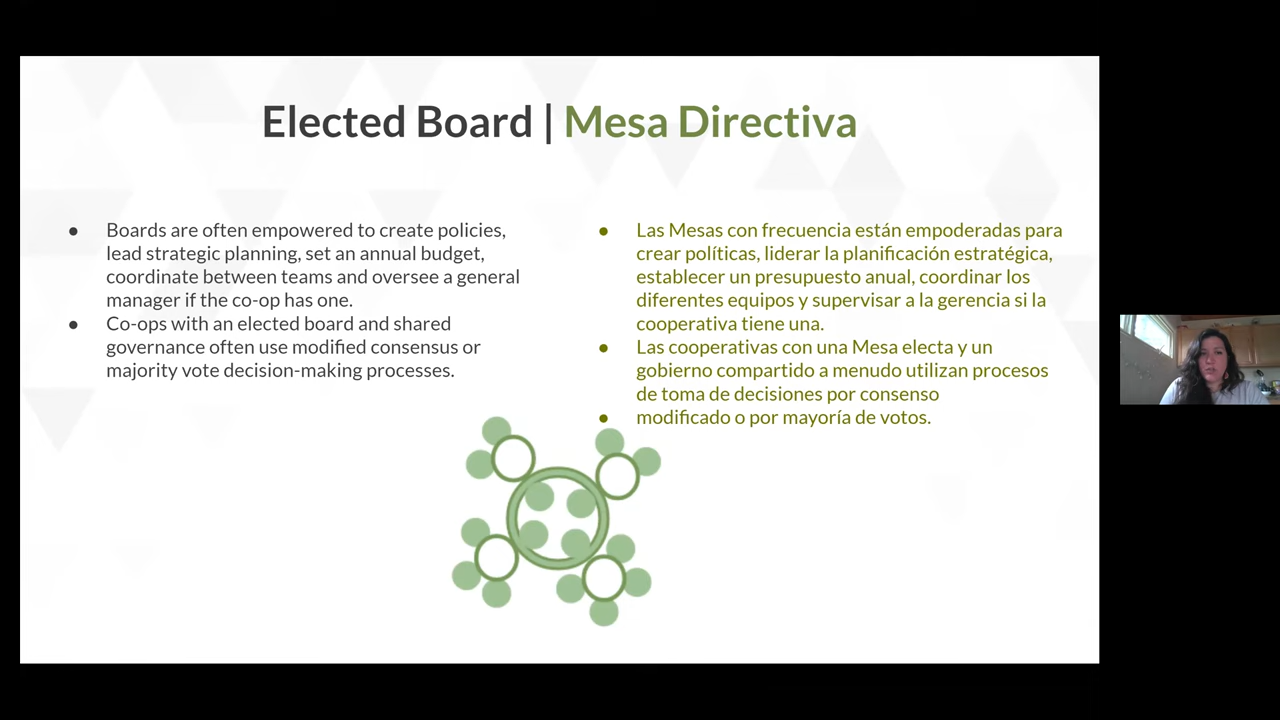 Elected Board | Mesa Directiva
● Boards are often empowered to create policies,
lead strategic planning, set an annual budget,
coordinate between teams and oversee a general
manager if the co-op has one.
● Co-ops with an elected board and shared
governance often use modified consensus or
majority vote decision-making processes.
● Las Mesas con frecuencia están empoderadas para
crear políticas, liderar la planificación estratégica,
establecer un presupuesto anual, coordinar los
diferentes equipos y supervisar a la gerencia si la
cooperativa tiene una.
● Las cooperativas con una Mesa electa y un
gobierno compartido a menudo utilizan procesos
de toma de decisiones por consenso
● modificado o por mayoría de votos.